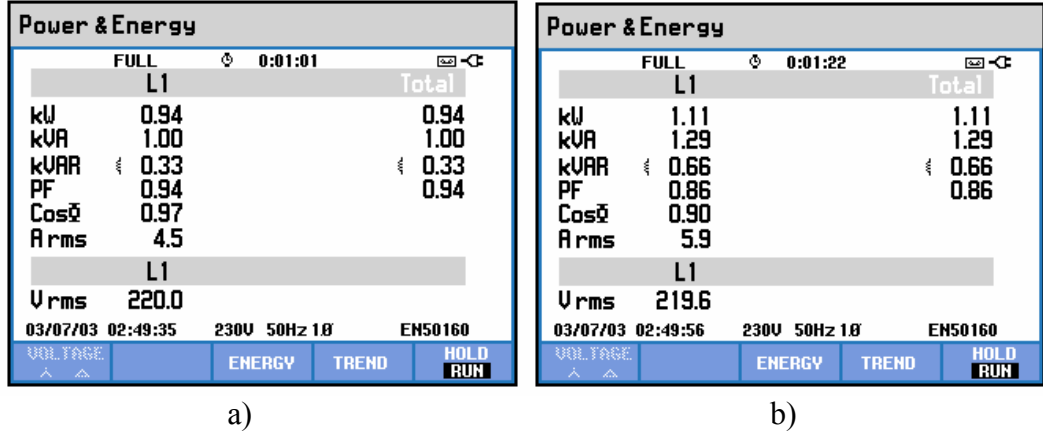 Power & Energy
FULL 0:01:01
L1 Total
kW 0.94 0.94
kVA 1.00 1.00
kVAR 0.33 0.33
PF 0.94 0.94
CosΦ 0.97
A rms 4.5
L1
V rms 220.0
03/07/03 02:49:35 230V 50Hz 1Ø EN50160
VOLTAGE ENERGY TREND HOLD
RUN
a)
Power & Energy
FULL 0:01:22
L1 Total
kW 1.11 1.11
kVA 1.29 1.29
kVAR 0.66 0.66
PF 0.86 0.86
CosΦ 0.90
A rms 5.9
L1
V rms 219.6
03/07/03 02:49:56 230V 50Hz 1Ø EN50160
VOLTAGE ENERGY TREND HOLD
RUN
b)